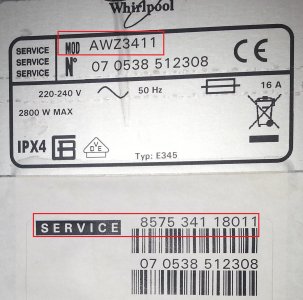 Whirlpool
SERVICE MOD AWZ3411
SERVICE
SERVICE N° 07 0538 512308
220-240 V 50 Hz 16 A
2800 W MAX
IPX4
VDE
Typ: E345
SERVICE 8575 341 18011
07 0538 512308